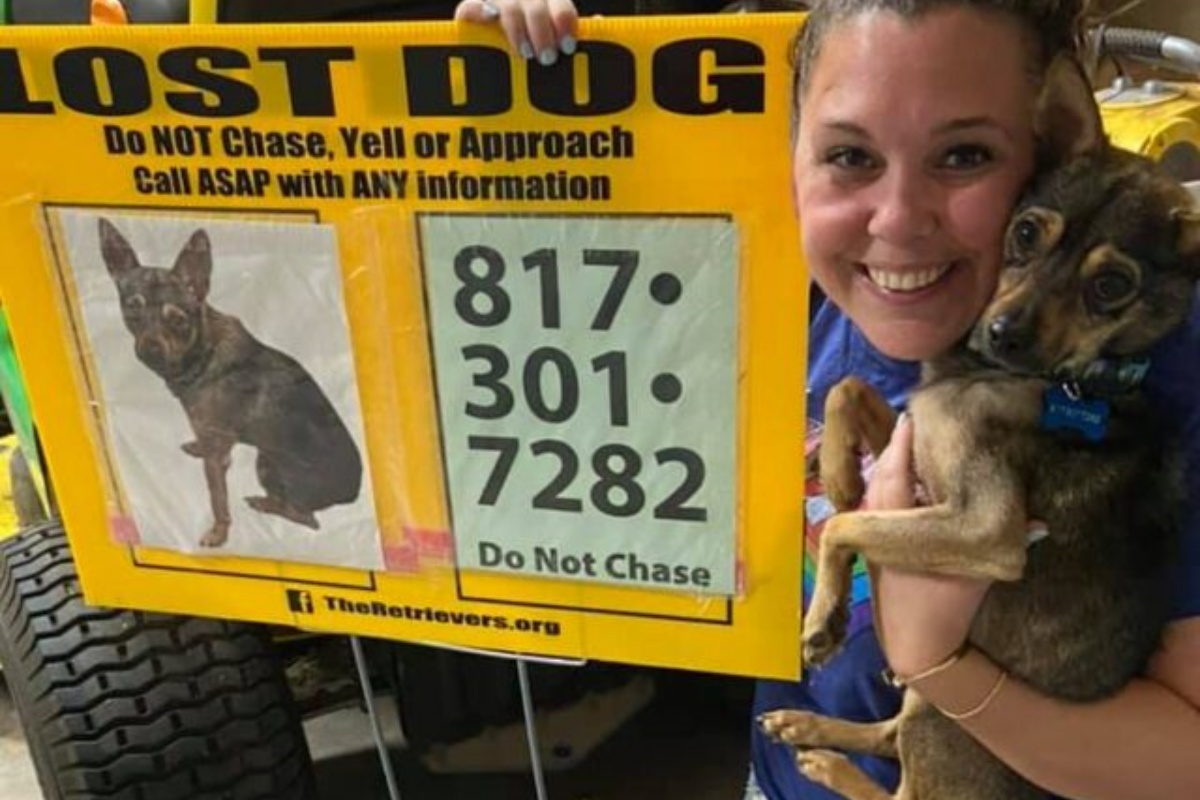 LOST DOG
Do NOT Chase, Yell or Approach
Call ASAP with ANY information
817•
301•
7282
Do Not Chase
f TheRetrievers.org